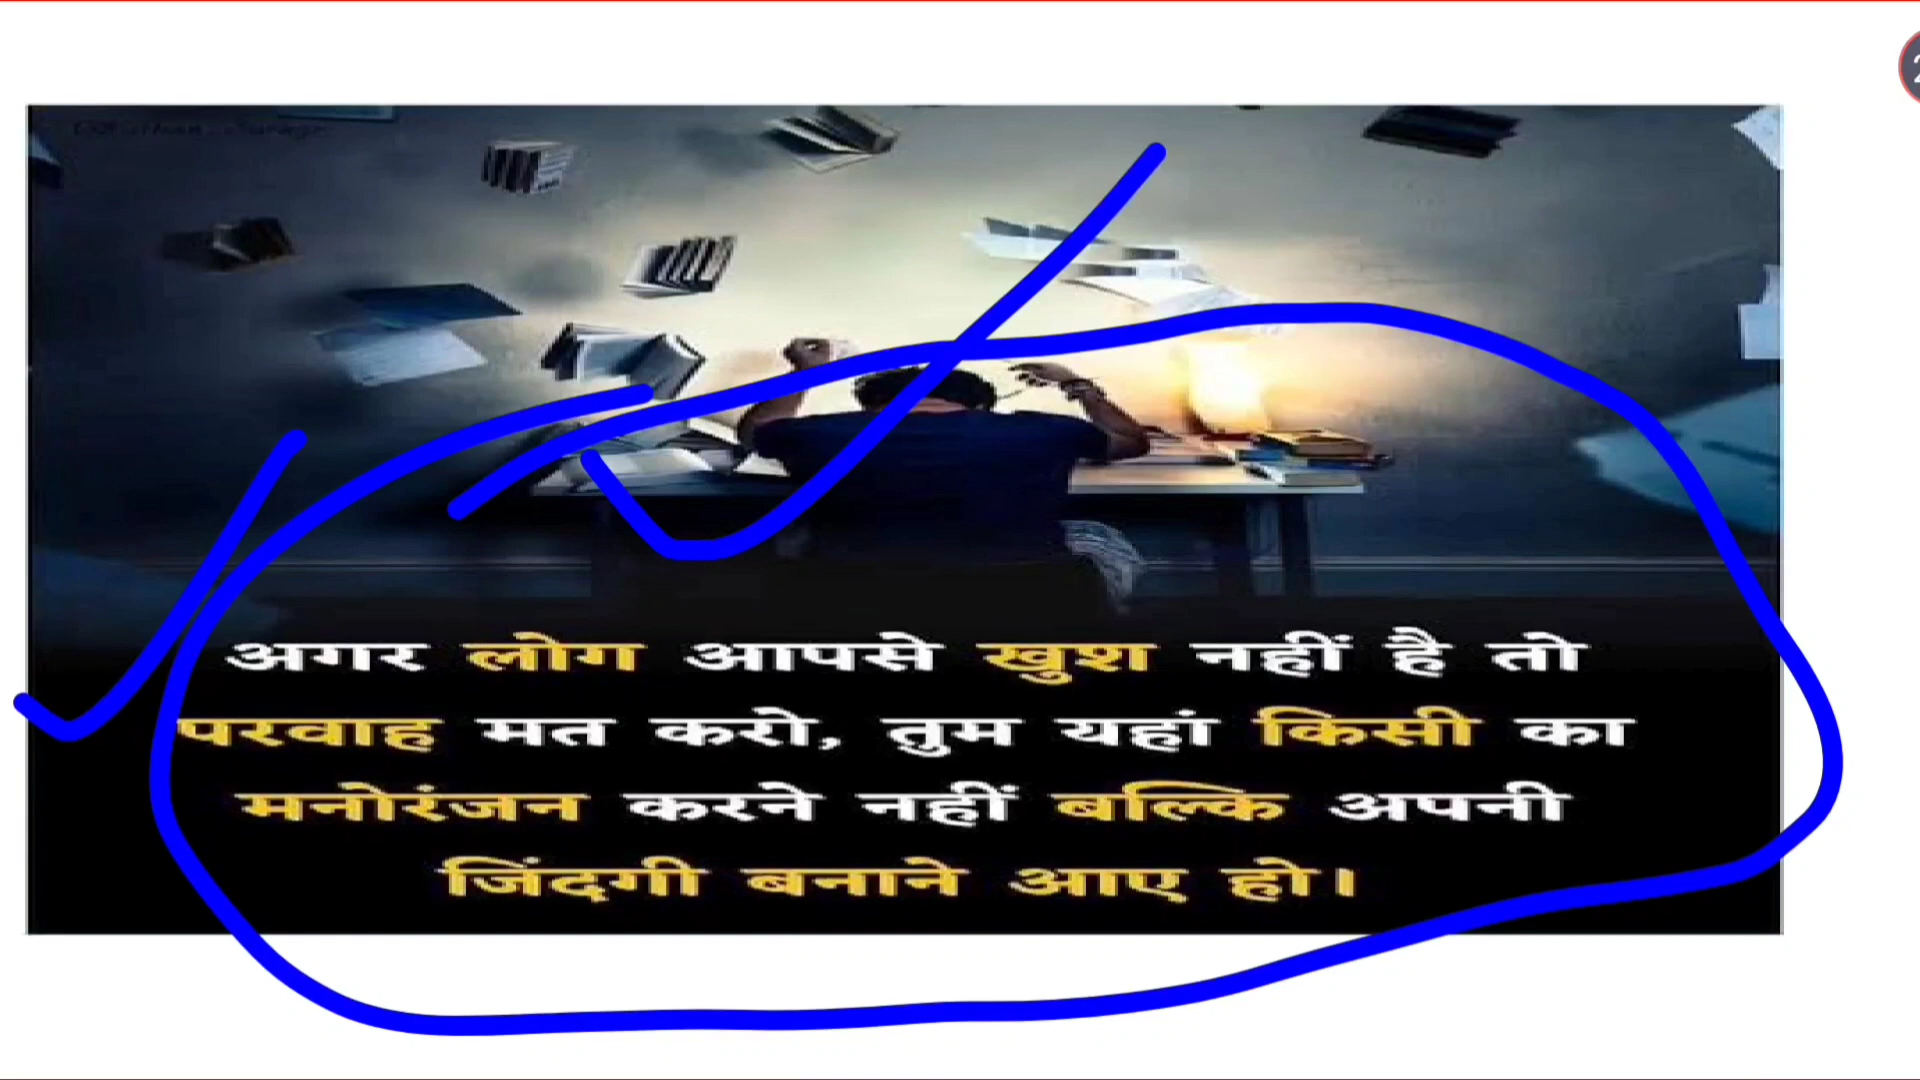 अगर लोग आपसे खुश नहीं है तो
परवाह मत करो, तुम यहां किसी का
मनोरंजन करने नहीं बल्कि अपनी
जिंदगी बनाने आए हो।